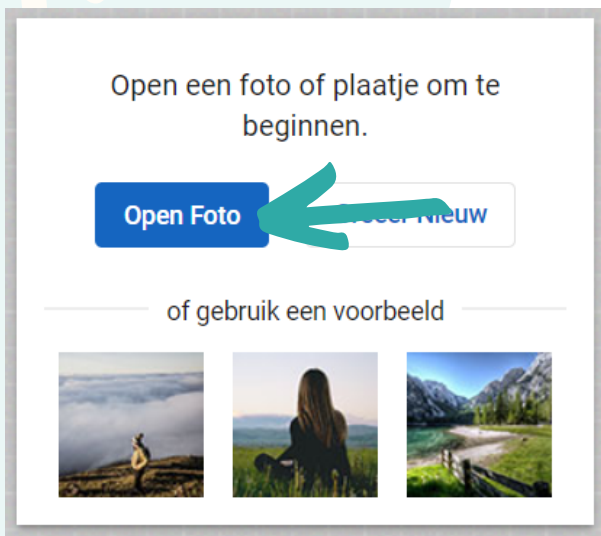 Open een foto of plaatje om te
beginnen.
Open Foto
Nieuw
of gebruik een voorbeeld